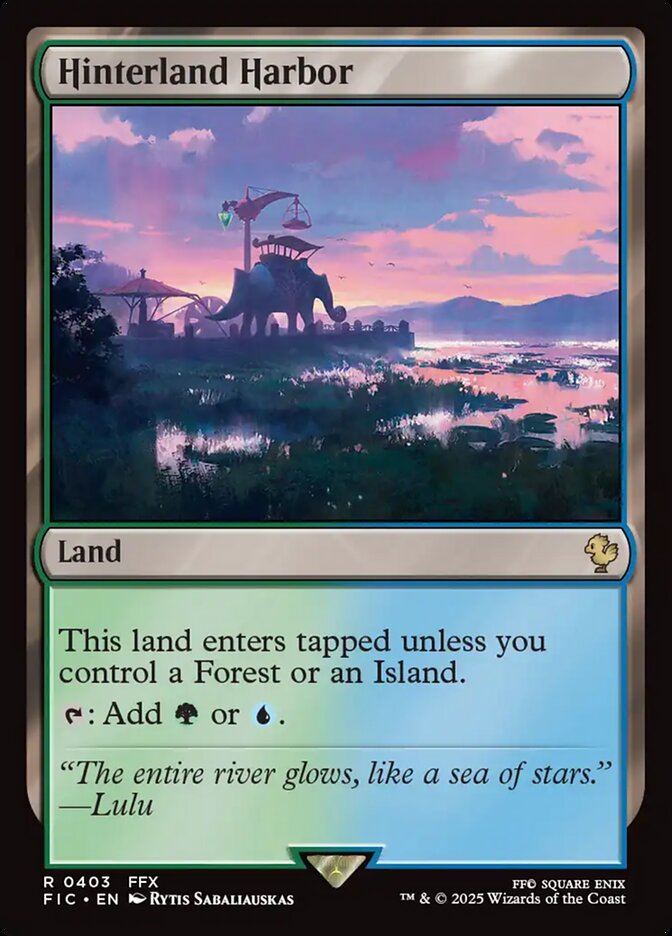 Hinterland Harbor
Land
This land enters tapped unless you
control a Forest or an Island.
: Add or .
“The entire river glows, like a sea of stars.”
—Lulu
R 0403 FFX
FIC • EN Rytis Sabaliauskas
FF© SQUARE ENIX
™ & © 2025 Wizards of the Coast